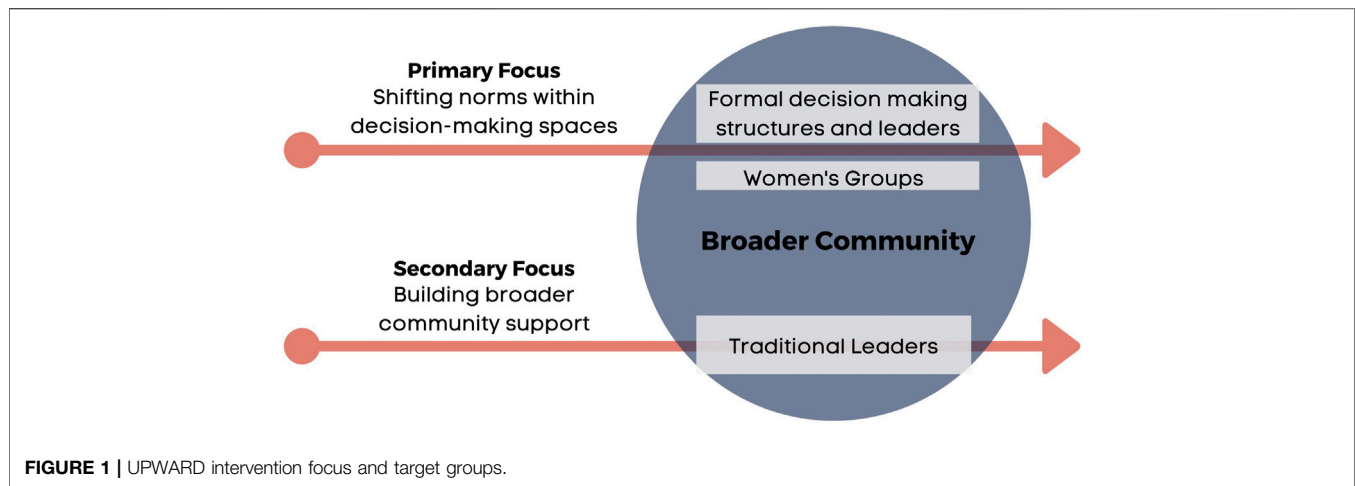 Primary Focus
Shifting norms within
decision-making spaces
Formal decision making
structures and leaders
Women's Groups
Broader Community
Secondary Focus
Building broader
community support
Traditional Leaders
FIGURE 1 | UPWARD intervention focus and target groups.